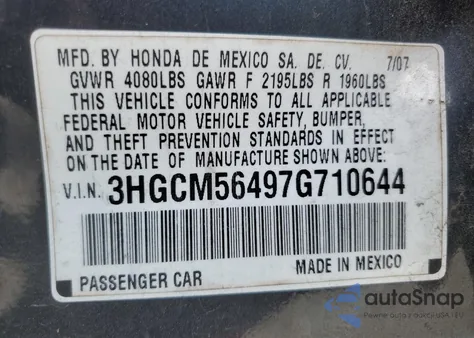 MFD. BY HONDA DE MEXICO SA. DE. CV. 7/07
GVWR 4080LBS GAWR F 2195LBS R 1960LBS
THIS VEHICLE CONFORMS TO ALL APPLICABLE
FEDERAL MOTOR VEHICLE SAFETY, BUMPER,
AND THEFT PREVENTION STANDARDS IN EFFECT
ON THE DATE OF MANUFACTURE SHOWN ABOVE:
V.I.N. 3HGCM56497G710644
PASSENGER CAR MADE IN MEXICO
autoSnap